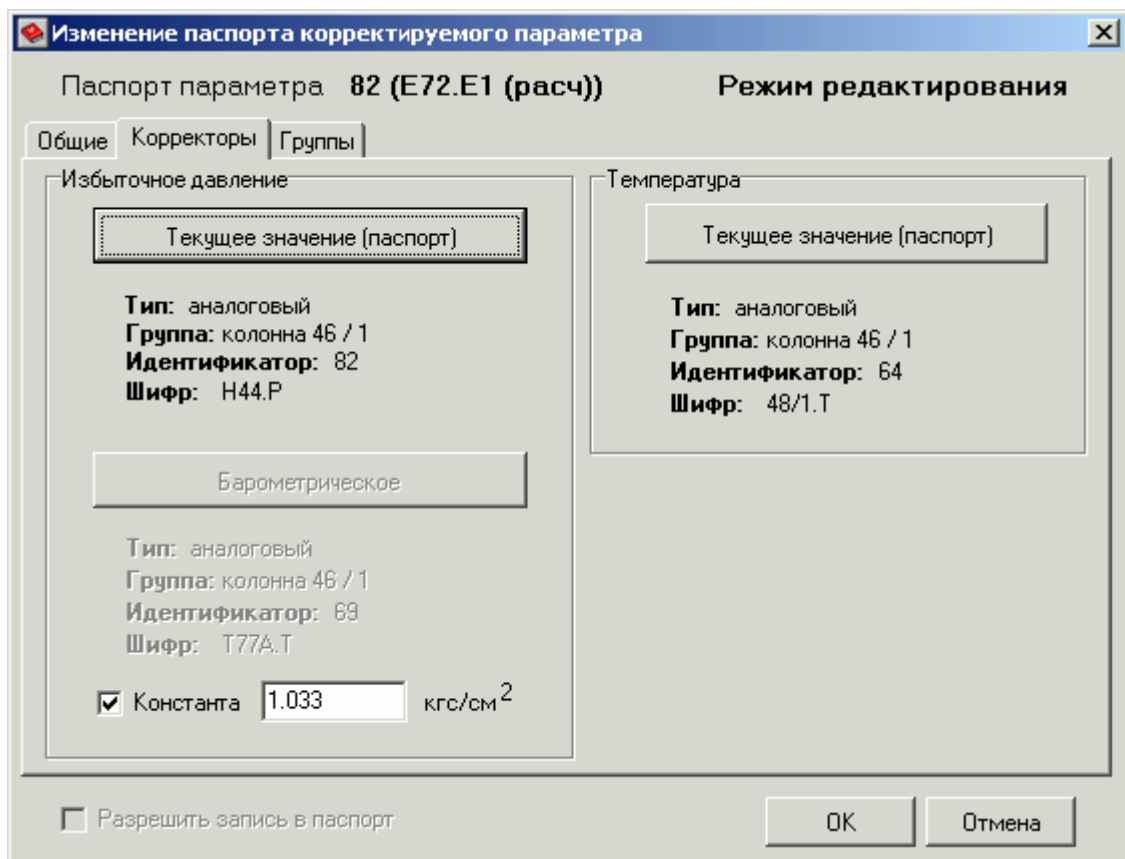 Изменение паспорта корректируемого параметра
Паспорт параметра 82 (E72.E1 (расч)) Режим редактирования
Общие Корректоры Группы
Избыточное давление
Текущее значение (паспорт)
Тип: аналоговый
Группа: колонна 46 / 1
Идентификатор: 82
Шифр: H44.P
Барометрическое
Тип: аналоговый
Группа: колонна 46 / 1
Идентификатор: 69
Шифр: T77A.T
Константа 1.033 кгс/см²
Температура
Текущее значение (паспорт)
Тип: аналоговый
Группа: колонна 46 / 1
Идентификатор: 64
Шифр: 48/1.T
Разрешить запись в паспорт
OK Отмена